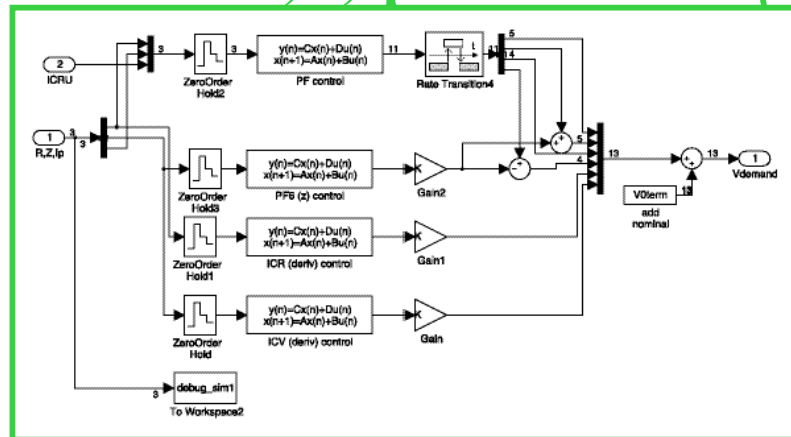 2
ICRU
3
ZeroOrder
Hold2
3
y(n)=Cx(n)+Du(n)
x(n+1)=Ax(n)+Bu(n)
PF control
11
Rate Transition4
11
5
4
1
R,Z,Ip
3
3
ZeroOrder
Hold3
y(n)=Cx(n)+Du(n)
x(n+1)=Ax(n)+Bu(n)
PF6 (z) control
Gain2
5
4
13
13
1
Vdemand
V0term
add
nominal
13
ZeroOrder
Hold1
y(n)=Cx(n)+Du(n)
x(n+1)=Ax(n)+Bu(n)
ICR (deriv) control
Gain1
ZeroOrder
Hold
y(n)=Cx(n)+Du(n)
x(n+1)=Ax(n)+Bu(n)
ICV (deriv) control
Gain
3
debug_sim1
To Workspace2